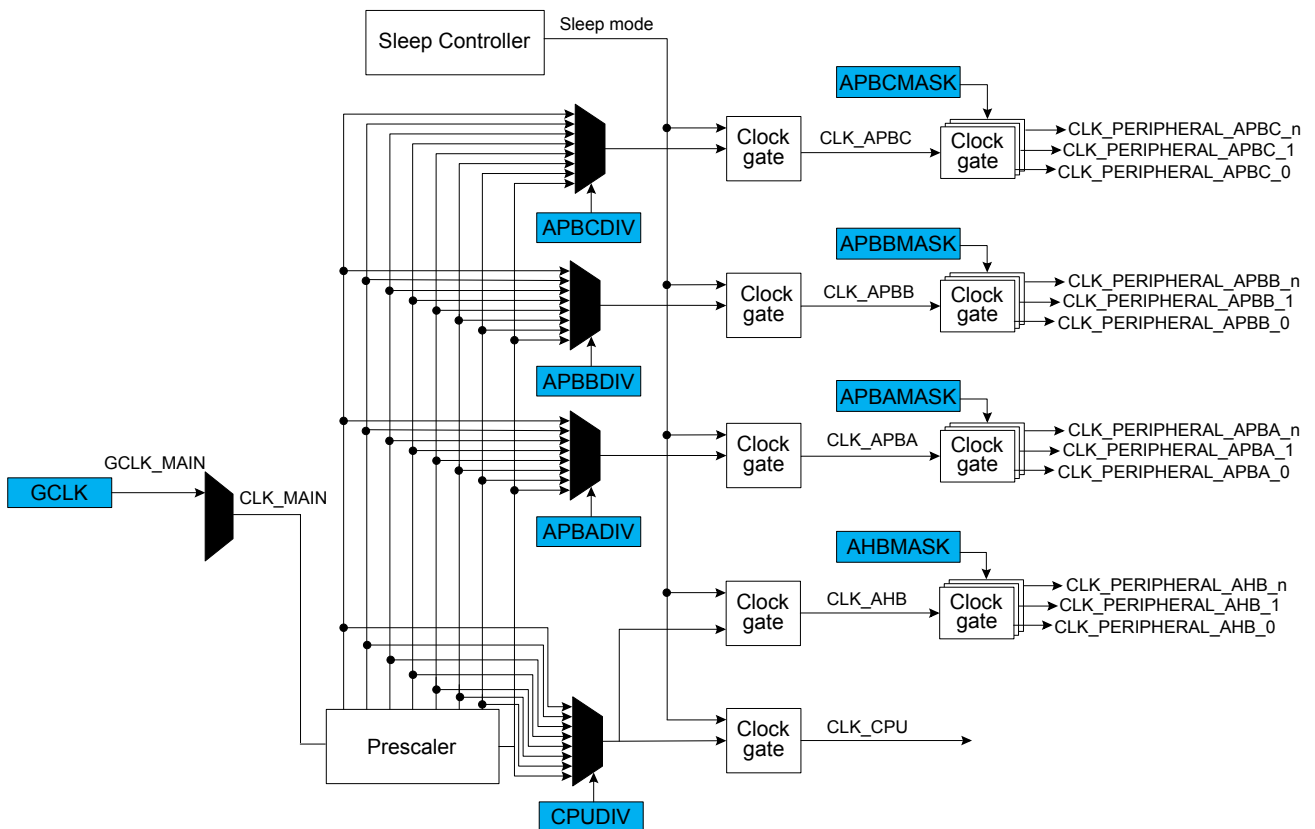 Sleep mode
Sleep Controller
APBCMASK
Clock
gate
CLK_APBC
Clock
gate
CLK_PERIPHERAL_APBC_n
CLK_PERIPHERAL_APBC_1
CLK_PERIPHERAL_APBC_0
APBCDIV
APBBMASK
Clock
gate
CLK_APBB
Clock
gate
CLK_PERIPHERAL_APBB_n
CLK_PERIPHERAL_APBB_1
CLK_PERIPHERAL_APBB_0
APBBDIV
APBAMASK
Clock
gate
CLK_APBA
Clock
gate
CLK_PERIPHERAL_APBA_n
CLK_PERIPHERAL_APBA_1
CLK_PERIPHERAL_APBA_0
GCLK
GCLK_MAIN
CLK_MAIN
APBADIV
AHBMASK
Clock
gate
CLK_AHB
Clock
gate
CLK_PERIPHERAL_AHB_n
CLK_PERIPHERAL_AHB_1
CLK_PERIPHERAL_AHB_0
Prescaler
Clock
gate
CLK_CPU
CPUDIV